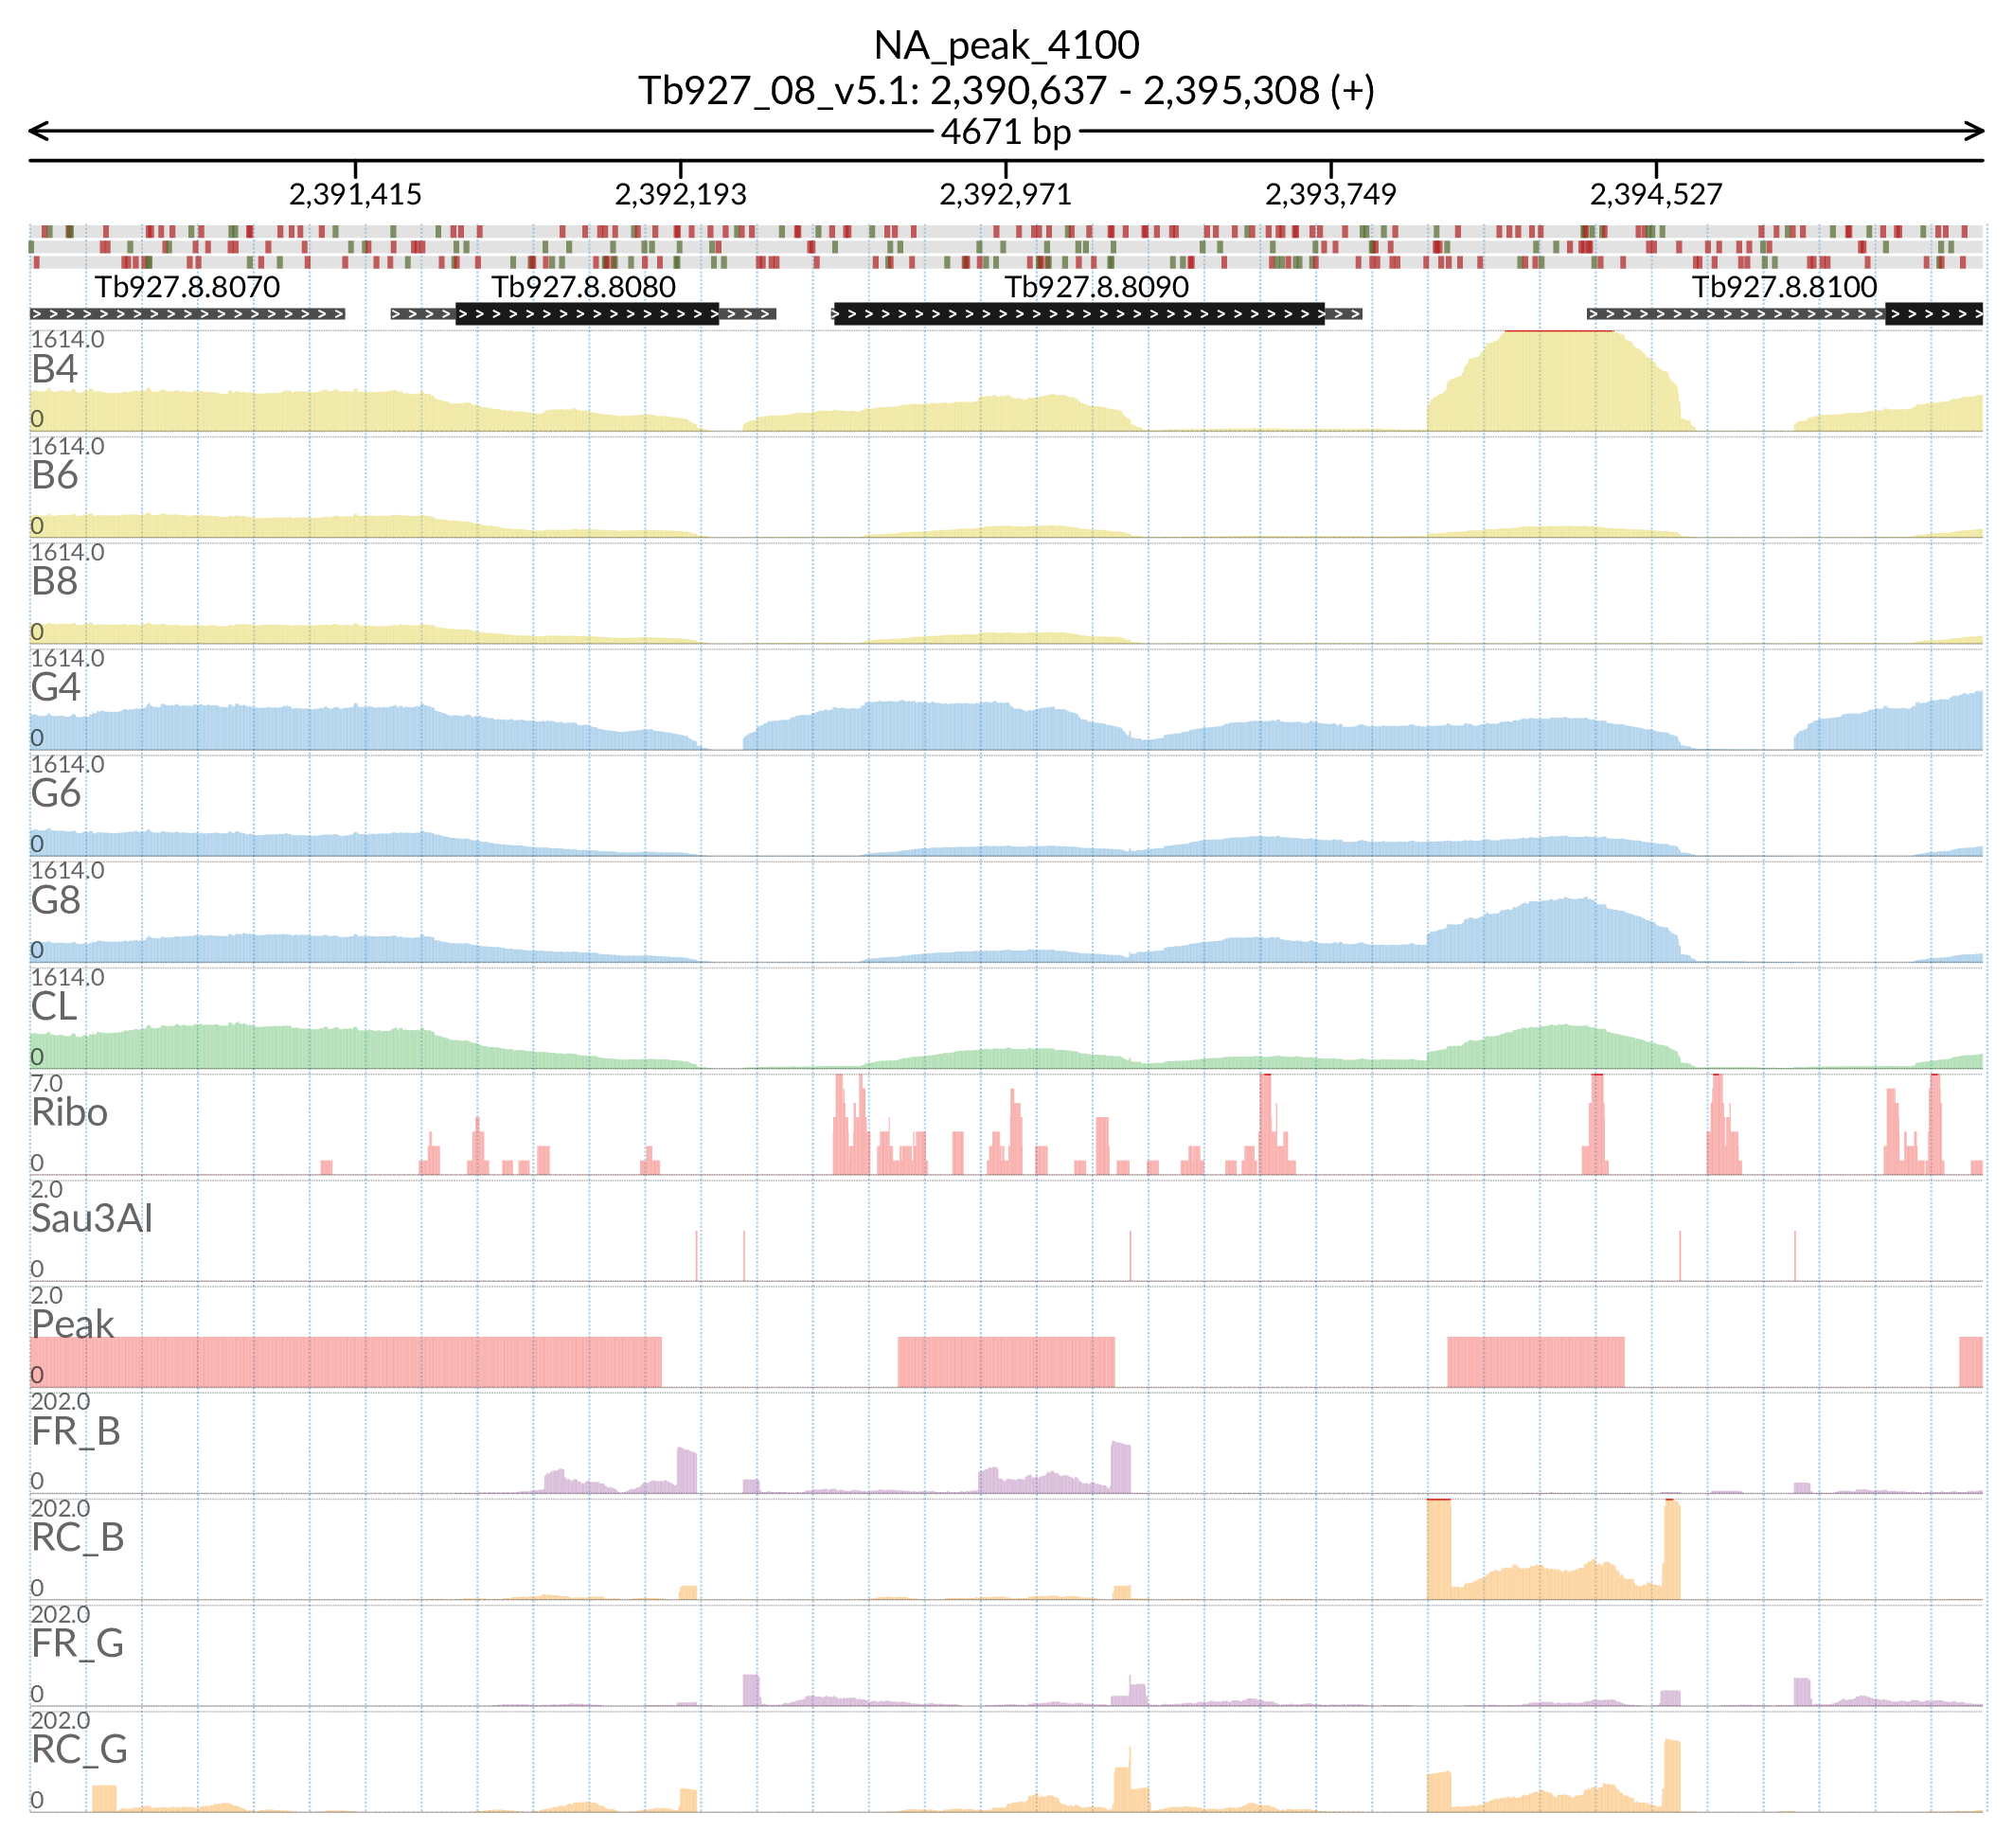 NA_peak_4100
Tb927_08_v5.1: 2,390,637 - 2,395,308 (+)
4671 bp
2,391,415 2,392,193 2,392,971 2,393,749 2,394,527
Tb927.8.8070 Tb927.8.8080 Tb927.8.8090 Tb927.8.8100
1614.0
B4
0
1614.0
B6
0
1614.0
B8
0
1614.0
G4
0
1614.0
G6
0
1614.0
G8
0
1614.0
CL
0
7.0
Ribo
0
2.0
Sau3AI
0
2.0
Peak
0
202.0
FR_B
0
202.0
RC_B
0
202.0
FR_G
0
202.0
RC_G
0